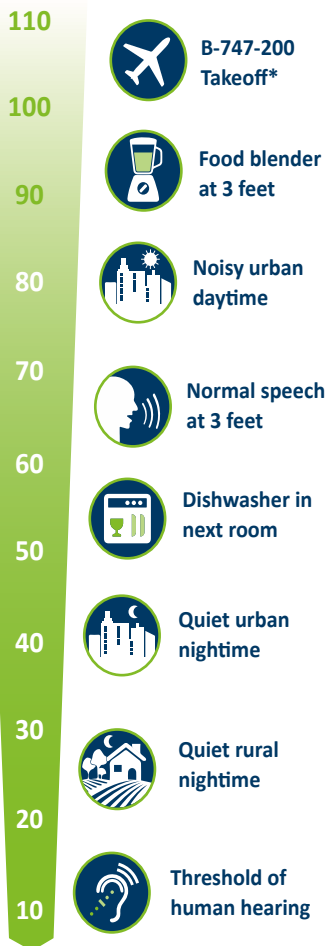 110
B-747-200
Takeoff*
100
Food blender
at 3 feet
90
Noisy urban
daytime
80
70
Normal speech
at 3 feet
60
Dishwasher in
next room
50
Quiet urban
nightime
40
30
Quiet rural
nightime
20
Threshold of
human hearing
10